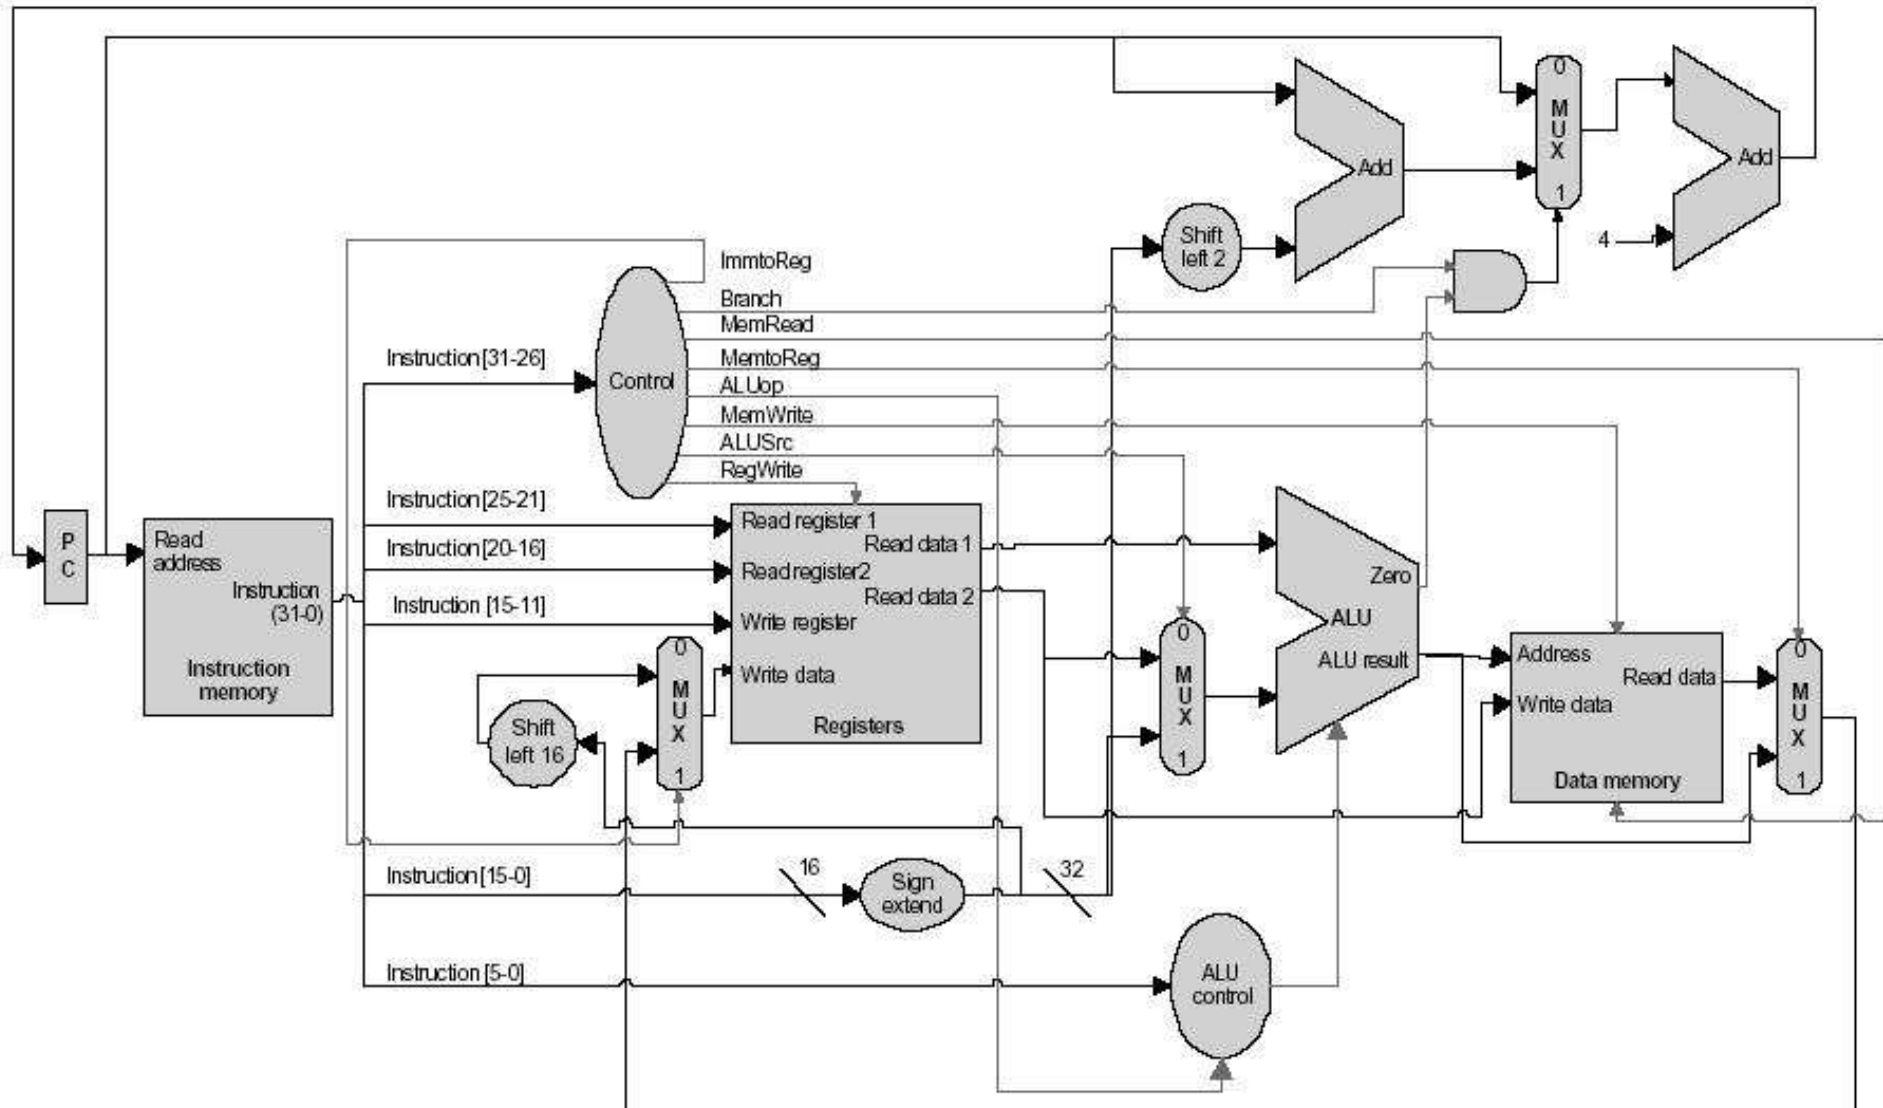 0
M
U
X
1
Add
Add
Shift
left 2
4
ImmtoReg
Branch
MemRead
Instruction [31-26]
MemtoReg
Control
ALUop
MemWrite
ALUSrc
RegWrite
Instruction [25-21]
P
C
Read
address
Instruction
(31-0)
Instruction
memory
Instruction [20-16]
Instruction [15-11]
Read register 1
Read data 1
Read register2
Read data 2
Write register
Write data
Registers
0
M
U
X
1
Shift
left 16
0
M
U
X
1
Zero
ALU
ALU result
Address
Read data
Write data
Data memory
0
M
U
X
1
Instruction [15-0]
16
Sign
extend
32
Instruction [5-0]
ALU
control